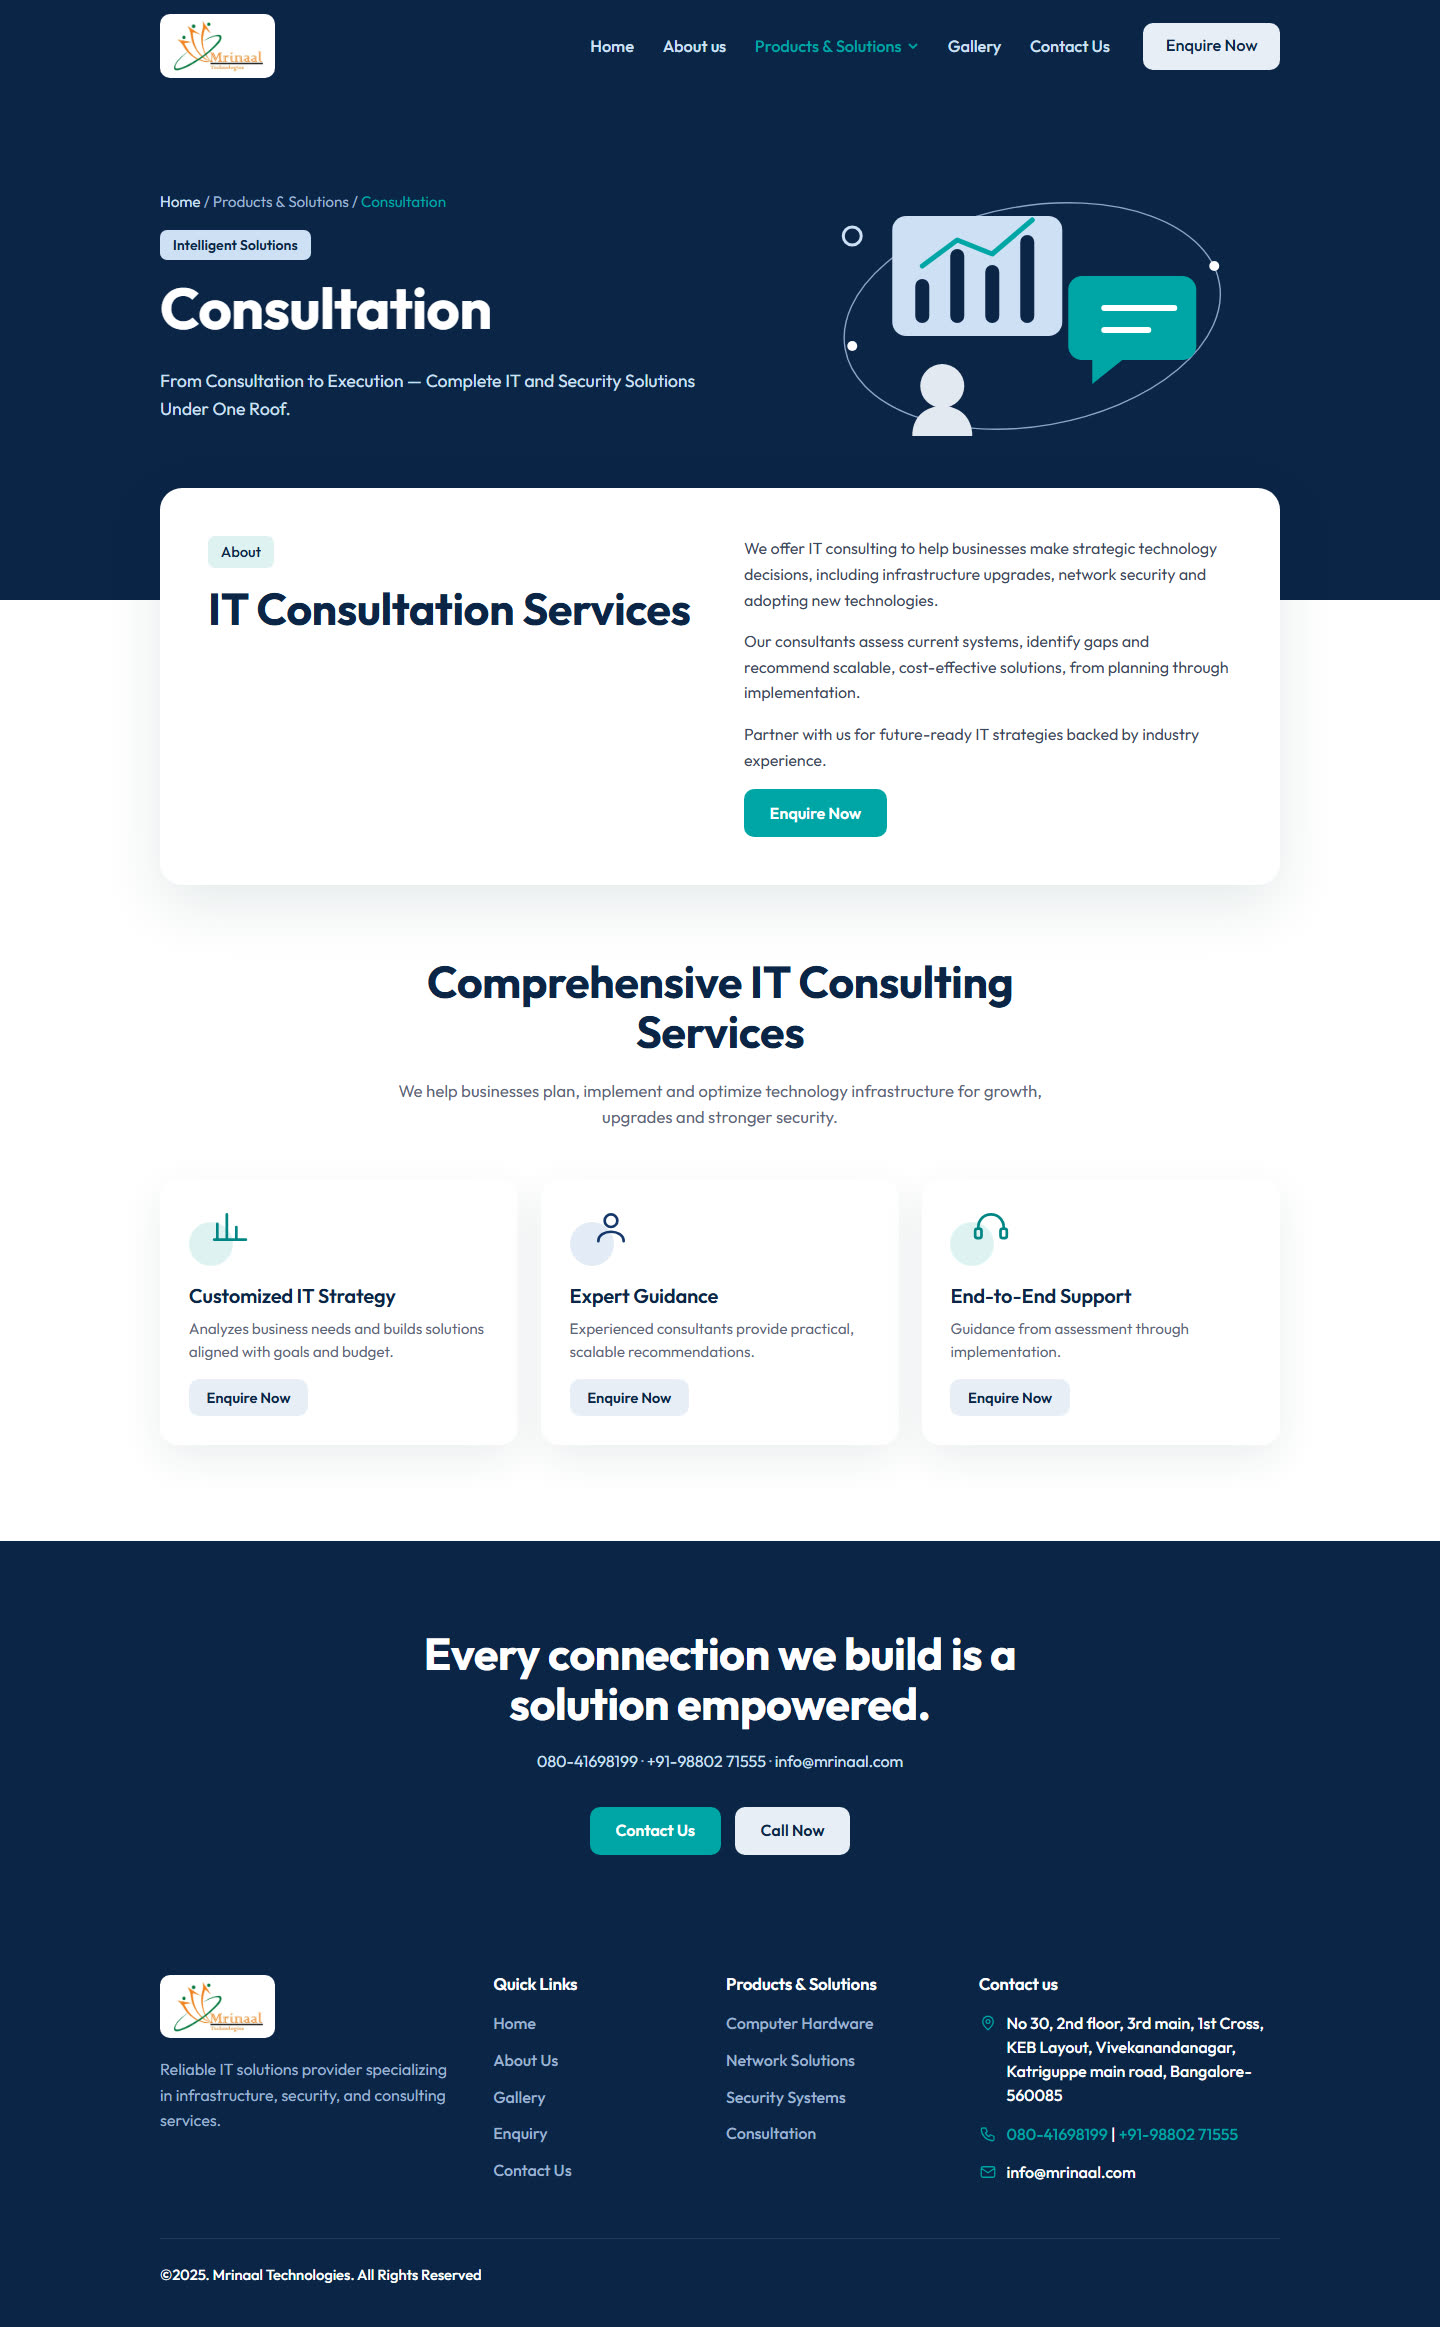 Mrinaal
Technologies
Home
About us
Products & Solutions
Gallery
Contact Us
Enquire Now
Home / Products & Solutions / Consultation
Intelligent Solutions
Consultation
From Consultation to Execution — Complete IT and Security Solutions
Under One Roof.
About
IT Consultation Services
We offer IT consulting to help businesses make strategic technology
decisions, including infrastructure upgrades, network security and
adopting new technologies.
Our consultants assess current systems, identify gaps and
recommend scalable, cost-effective solutions, from planning through
implementation.
Partner with us for future-ready IT strategies backed by industry
experience.
Enquire Now
Comprehensive IT Consulting
Services
We help businesses plan, implement and optimize technology infrastructure for growth,
upgrades and stronger security.
Customized IT Strategy
Analyzes business needs and builds solutions
aligned with goals and budget.
Enquire Now
Expert Guidance
Experienced consultants provide practical,
scalable recommendations.
Enquire Now
End-to-End Support
Guidance from assessment through
implementation.
Enquire Now
Every connection we build is a
solution empowered.
080-41698199 · +91-98802 71555 · info@mrinaal.com
Contact Us
Call Now
Mrinaal
Technologies
Reliable IT solutions provider specializing
in infrastructure, security, and consulting
services.
Quick Links
Home
About Us
Gallery
Enquiry
Contact Us
Products & Solutions
Computer Hardware
Network Solutions
Security Systems
Consultation
Contact us
No 30, 2nd floor, 3rd main, 1st Cross,
KEB Layout, Vivekanandanagar,
Katriguppe main road, Bangalore-
560085
080-41698199 | +91-98802 71555
info@mrinaal.com
©2025. Mrinaal Technologies. All Rights Reserved